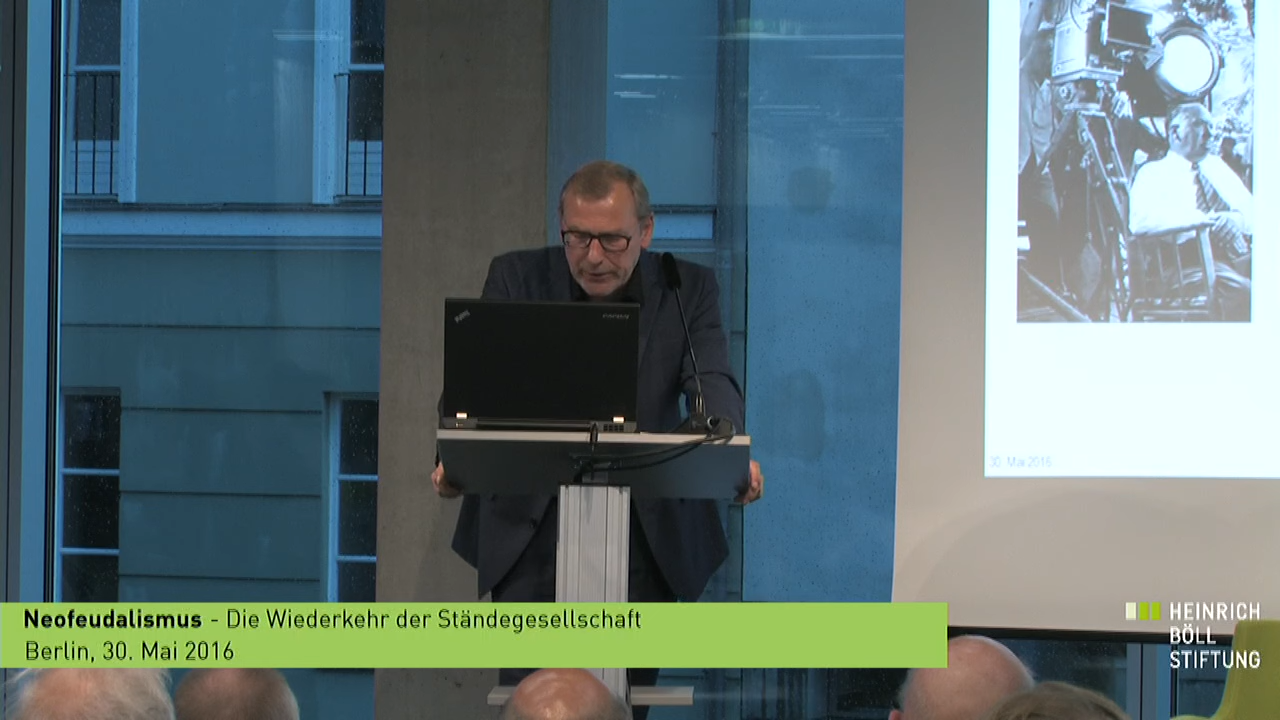 30. Mai 2016
Neofeudalismus - Die Wiederkehr der Ständegesellschaft
Berlin, 30. Mai 2016
HEINRICH
BÖLL
STIFTUNG